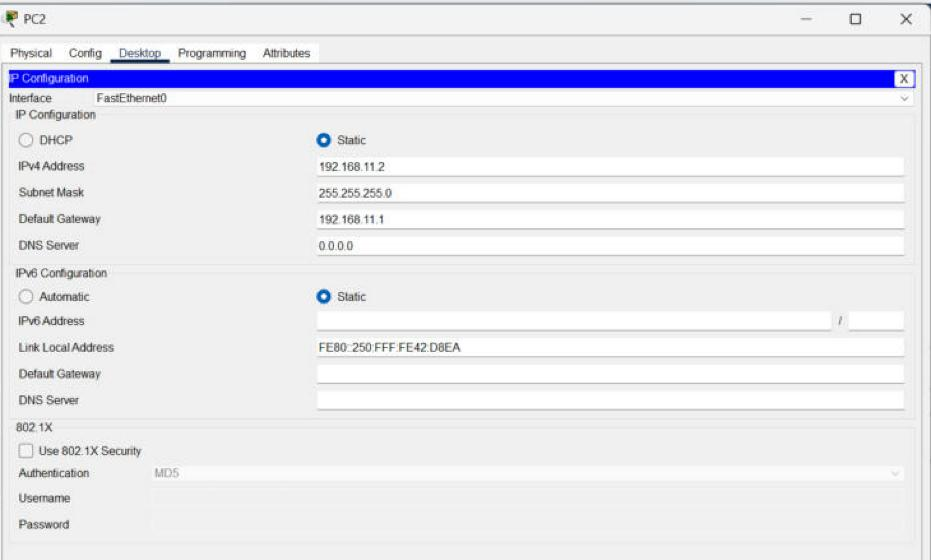 PC2
Physical Config Desktop Programming Attributes
IP Configuration X
Interface FastEthernet0
IP Configuration
DHCP Static
IPv4 Address 192.168.11.2
Subnet Mask 255.255.255.0
Default Gateway 192.168.11.1
DNS Server 0.0.0.0
IPv6 Configuration
Automatic Static
IPv6 Address /
Link Local Address FE80::250:FFF:FE42:D8EA
Default Gateway
DNS Server
802.1X
Use 802.1X Security
Authentication MD5
Username
Password